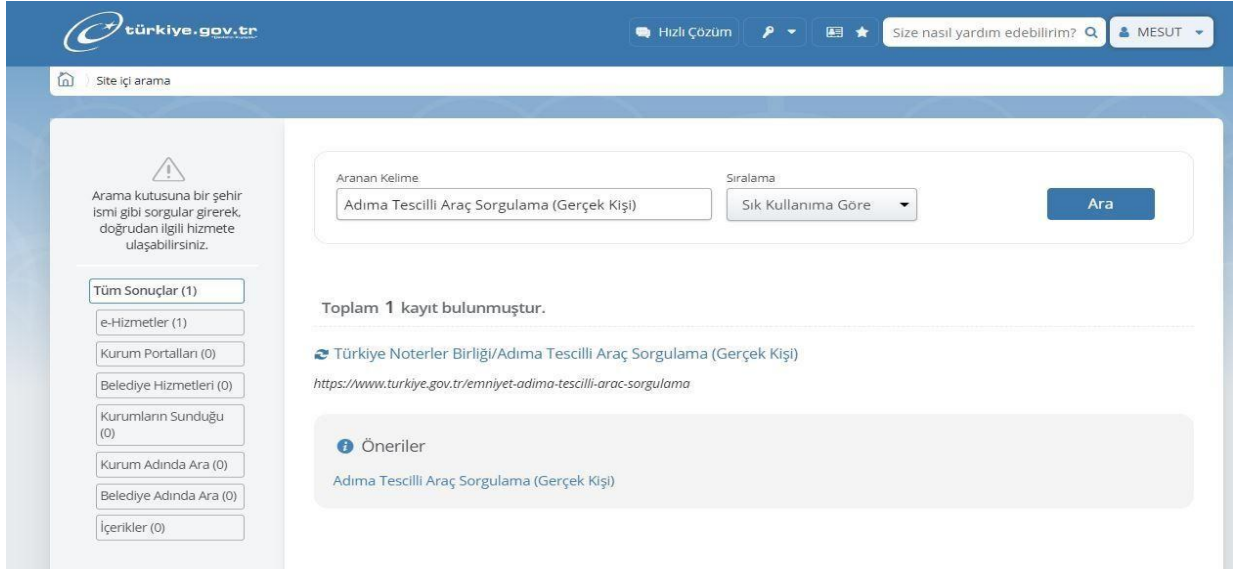 türkiye.gov.tr
Hızlı Çözüm
Size nasıl yardım edebilirim?
MESUT
Site içi arama
Arama kutusuna bir şehir
ismi gibi sorgular girerek,
doğrudan ilgili hizmete
ulaşabilirsiniz.
Tüm Sonuçlar (1)
e-Hizmetler (1)
Kurum Portalları (0)
Belediye Hizmetleri (0)
Kurumların Sunduğu
(0)
Kurum Adında Ara (0)
Belediye Adında Ara (0)
İçerikler (0)
Aranan Kelime
Adıma Tescilli Araç Sorgulama (Gerçek Kişi)
Sıralama
Sık Kullanıma Göre
Ara
Toplam 1 kayıt bulunmuştur.
Türkiye Noterler Birliği/Adıma Tescilli Araç Sorgulama (Gerçek Kişi)
https://www.turkiye.gov.tr/emniyet-adima-tescilli-arac-sorgulama
Öneriler
Adıma Tescilli Araç Sorgulama (Gerçek Kişi)